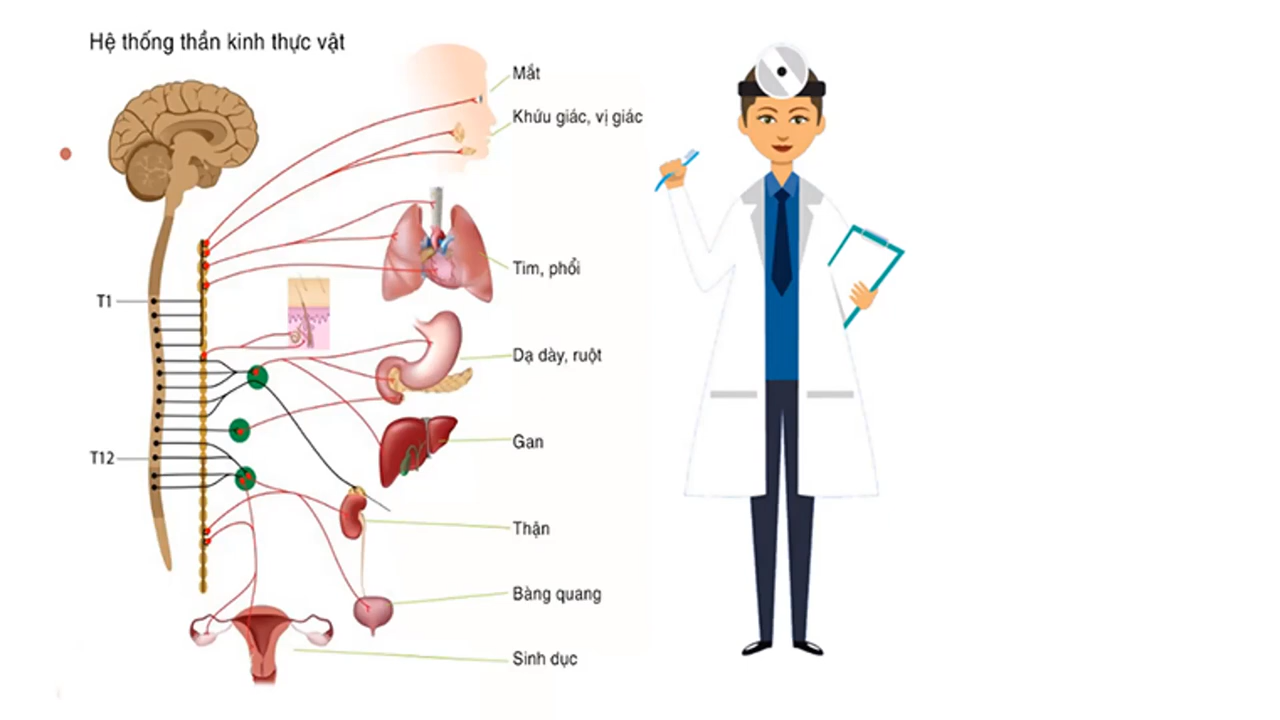 Hệ thống thần kinh thực vật
Mắt
Khứu giác, vị giác
Tim, phổi
T1
Dạ dày, ruột
Gan
T12
Thận
Bàng quang
Sinh dục